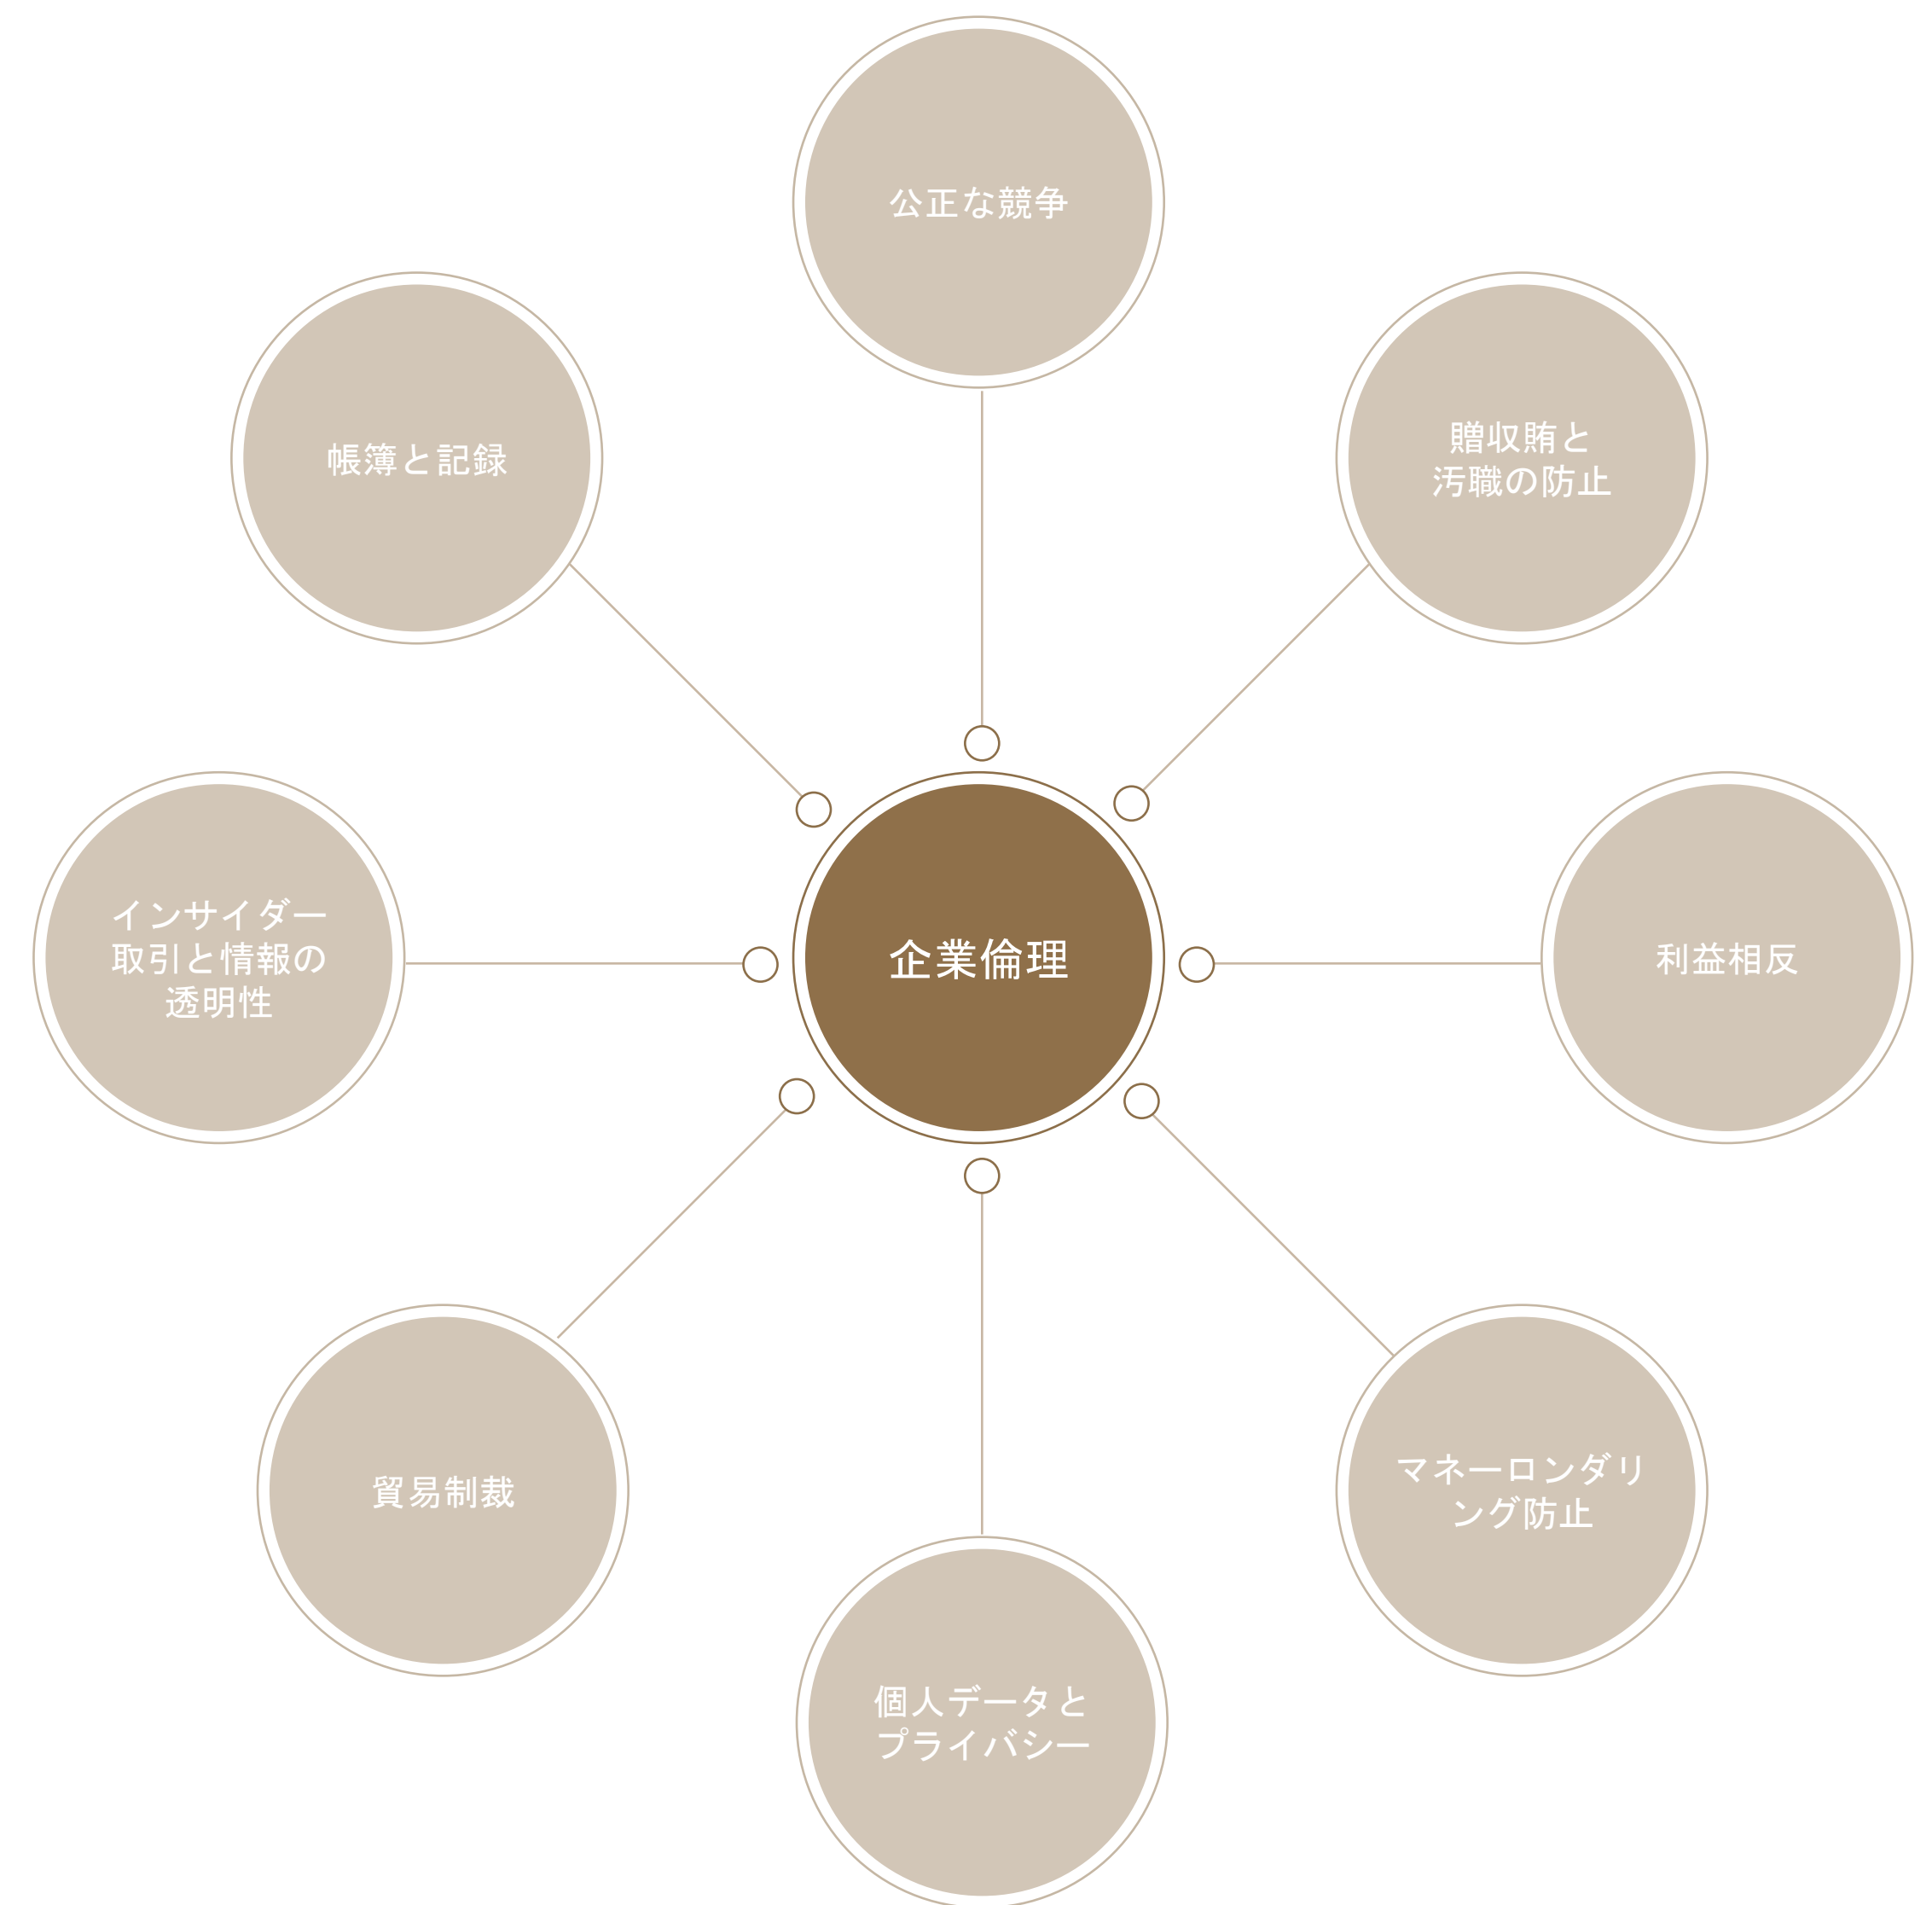 公正な競争
贈収賄と
汚職の防止
帳簿と記録
インサイダー
取引と情報の
透明性
企業倫理
利益相反
貿易制裁
マネーロンダリ
ング防止
個人データと
プライバシー